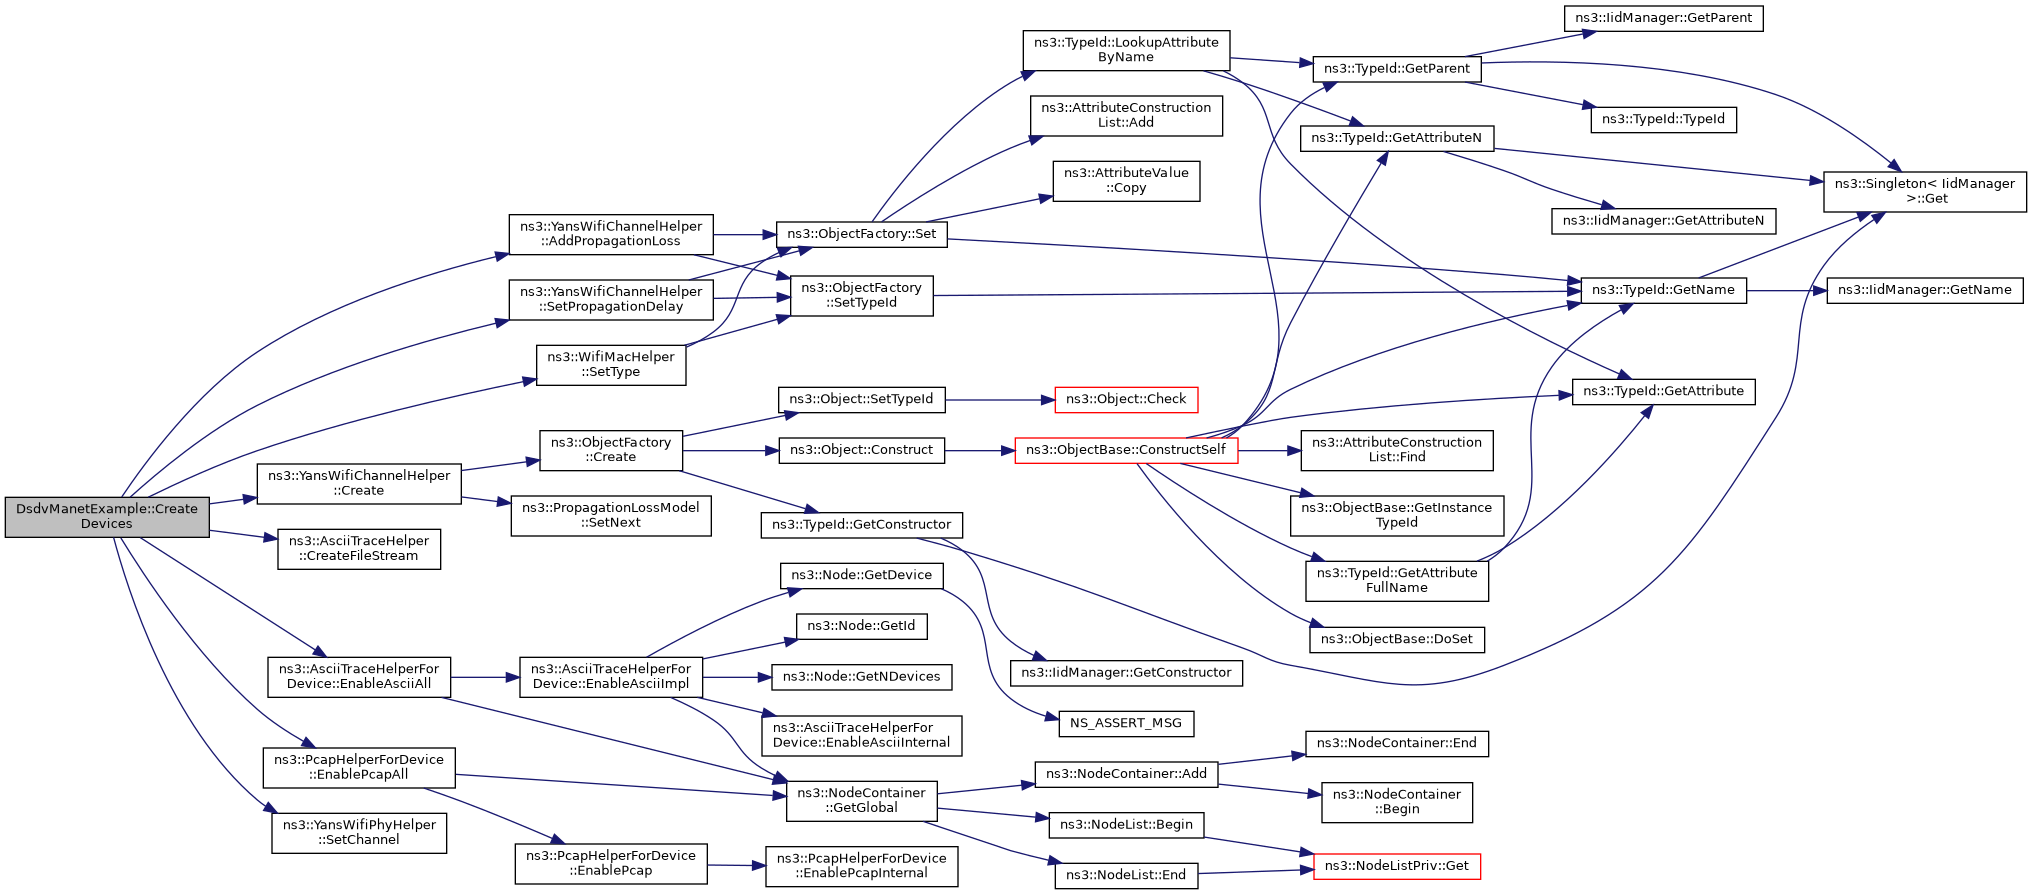 DsdvManetExample::Create
Devices
ns3::YansWifiChannelHelper
::AddPropagationLoss
ns3::YansWifiChannelHelper
::SetPropagationDelay
ns3::WifiMacHelper
::SetType
ns3::YansWifiChannelHelper
::Create
ns3::AsciiTraceHelper
::CreateFileStream
ns3::AsciiTraceHelperFor
Device::EnableAsciiAll
ns3::PcapHelperForDevice
::EnablePcapAll
ns3::YansWifiPhyHelper
::SetChannel
ns3::ObjectFactory
::Create
ns3::PropagationLossModel
::SetNext
ns3::AsciiTraceHelperFor
Device::EnableAsciiImpl
ns3::PcapHelperForDevice
::EnablePcap
ns3::ObjectFactory::Set
ns3::ObjectFactory
::SetTypeId
ns3::Object::SetTypeId
ns3::Object::Construct
ns3::TypeId::GetConstructor
ns3::Node::GetDevice
ns3::Node::GetId
ns3::Node::GetNDevices
ns3::AsciiTraceHelperFor
Device::EnableAsciiInternal
ns3::NodeContainer
::GetGlobal
ns3::PcapHelperForDevice
::EnablePcapInternal
ns3::TypeId::LookupAttribute
ByName
ns3::AttributeConstruction
List::Add
ns3::AttributeValue
::Copy
ns3::Object::Check
ns3::ObjectBase::ConstructSelf
ns3::IidManager::GetConstructor
NS_ASSERT_MSG
ns3::NodeContainer::Add
ns3::NodeList::Begin
ns3::NodeList::End
ns3::TypeId::GetParent
ns3::TypeId::GetAttributeN
ns3::AttributeConstruction
List::Find
ns3::ObjectBase::GetInstance
TypeId
ns3::TypeId::GetAttribute
FullName
ns3::ObjectBase::DoSet
ns3::NodeContainer::End
ns3::NodeContainer
::Begin
ns3::NodeListPriv::Get
ns3::IidManager::GetParent
ns3::TypeId::TypeId
ns3::IidManager::GetAttributeN
ns3::TypeId::GetName
ns3::TypeId::GetAttribute
ns3::Singleton< IidManager
>::Get
ns3::IidManager::GetName